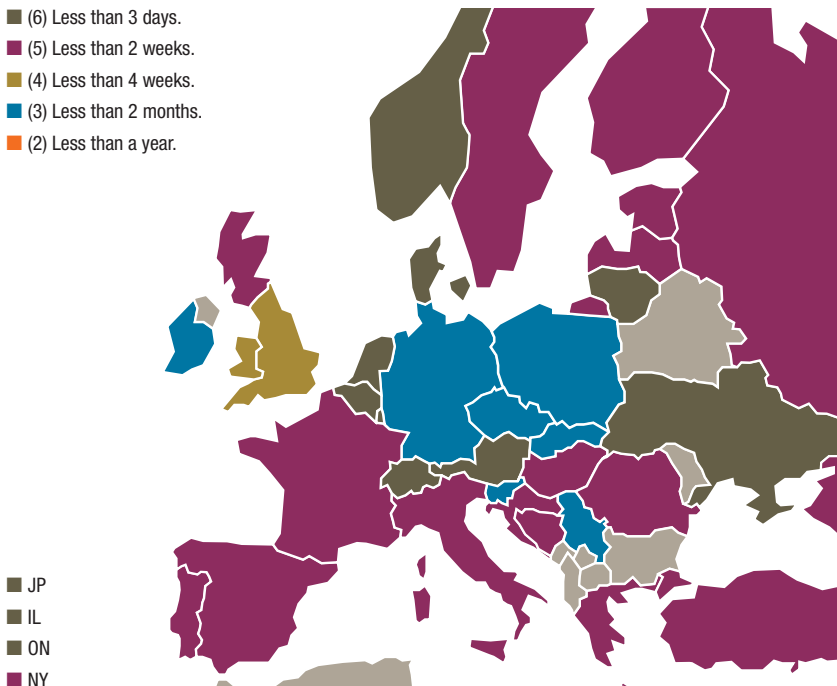 (6) Less than 3 days.
(5) Less than 2 weeks.
(4) Less than 4 weeks.
(3) Less than 2 months.
(2) Less than a year.
JP
IL
ON
NY